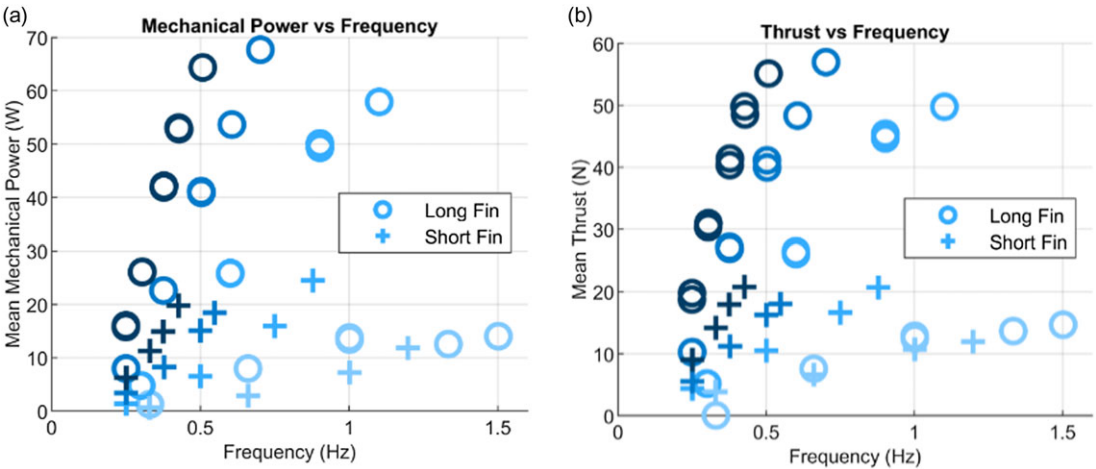 (a)
Mechanical Power vs Frequency
70
60
50
40
30
20
10
0
Mean Mechanical Power (W)
Long Fin
Short Fin
0
0.5
1
1.5
Frequency (Hz)
(b)
Thrust vs Frequency
60
50
40
30
20
10
0
Mean Thrust (N)
Long Fin
Short Fin
0
0.5
1
1.5
Frequency (Hz)